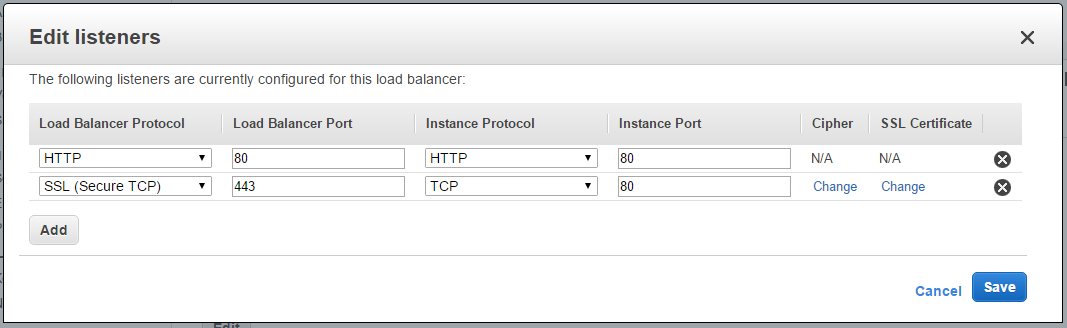 Edit listeners
The following listeners are currently configured for this load balancer:
Load Balancer Protocol Load Balancer Port Instance Protocol Instance Port Cipher SSL Certificate
HTTP 80 HTTP 80 N/A N/A
SSL (Secure TCP) 443 TCP 80 Change Change
Add
Cancel Save
Edit